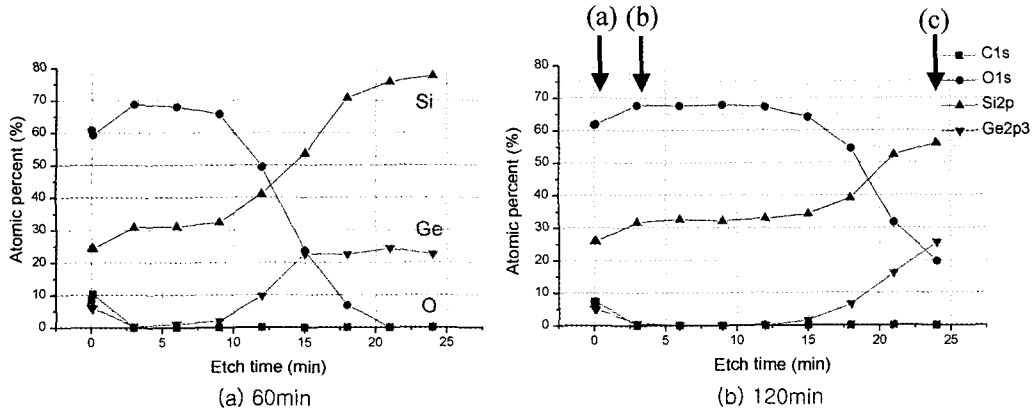 80
70
60
50
40
30
20
10
0
Atomic percent (%)
0 5 10 15 20 25
Etch time (min)
Si
Ge
O
(a) 60min
(a) (b) (c)
80
70
60
50
40
30
20
10
0
Atomic percent (%)
0 5 10 15 20 25
Etch time (min)
C1s
O1s
Si2p
Ge2p3
(b) 120min